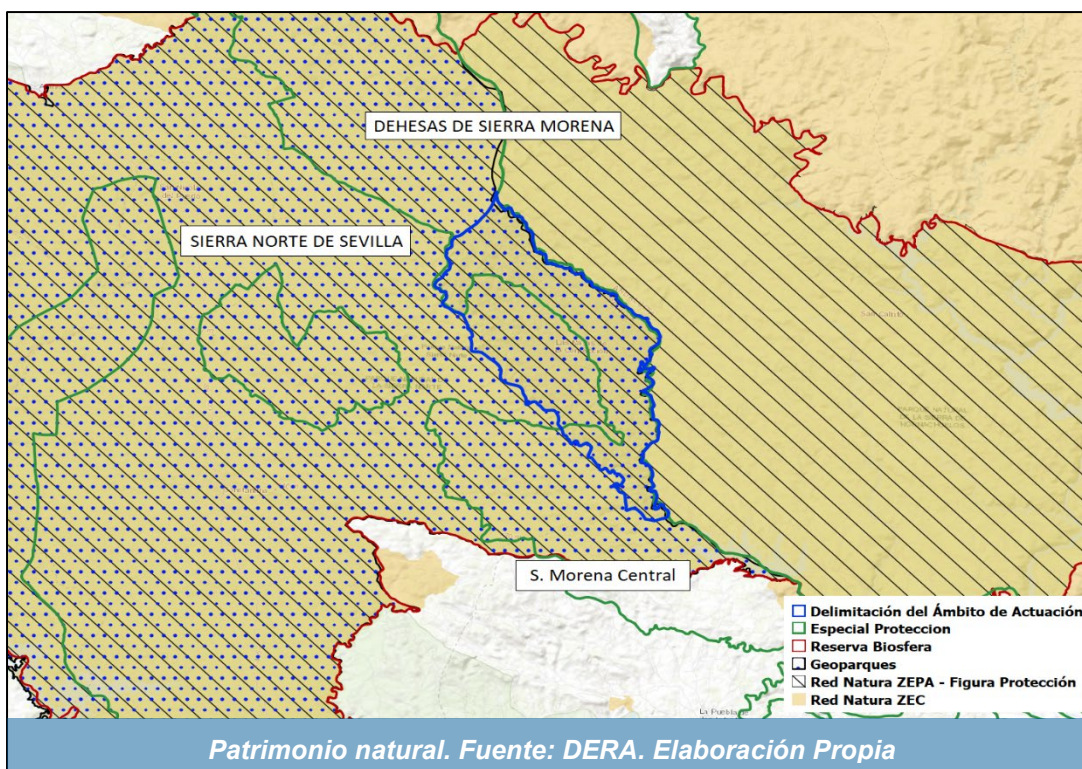 DEHESAS DE SIERRA MORENA
SIERRA NORTE DE SEVILLA
S. Morena Central
Delimitación del Ámbito de Actuación
Especial Proteccion
Reserva Biosfera
Geoparques
Red Natura ZEPA - Figura Protección
Red Natura ZEC
Patrimonio natural. Fuente: DERA. Elaboración Propia